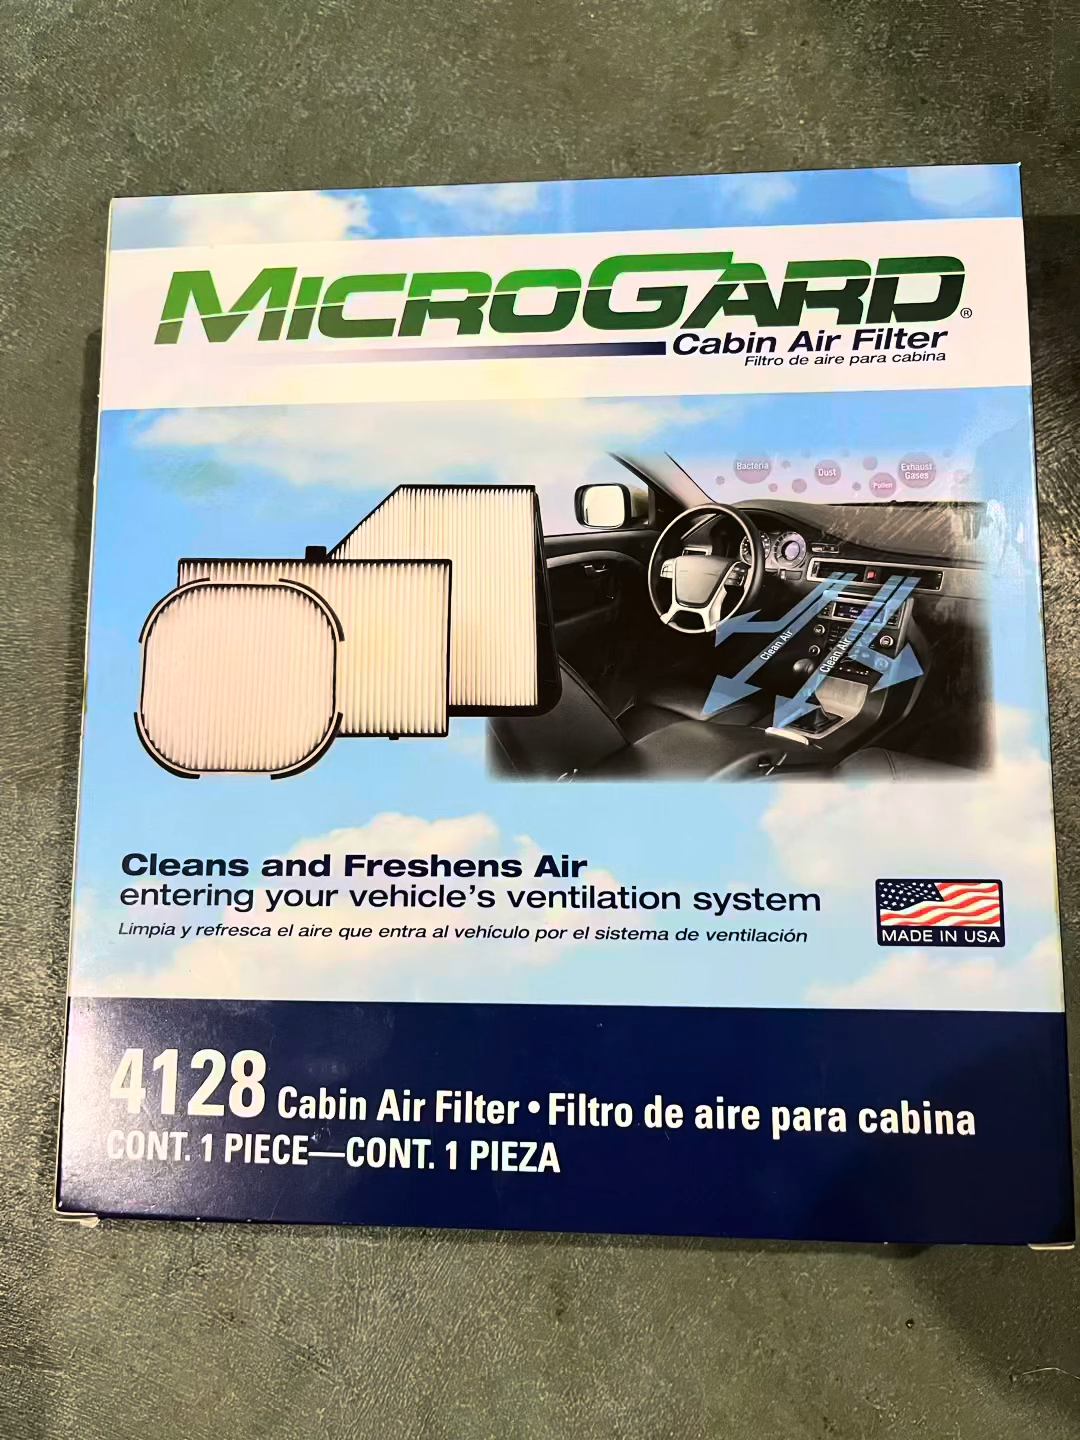 MICROGARD®
Cabin Air Filter
Filtro de aire para cabina
Bacteria
Dust
Pollen
Exhaust
Gases
Clean Air
Clean Air
Cleans and Freshens Air
entering your vehicle's ventilation system
Limpia y refresca el aire que entra al vehículo por el sistema de ventilación
MADE IN USA
4128 Cabin Air Filter • Filtro de aire para cabina
CONT. 1 PIECE—CONT. 1 PIEZA